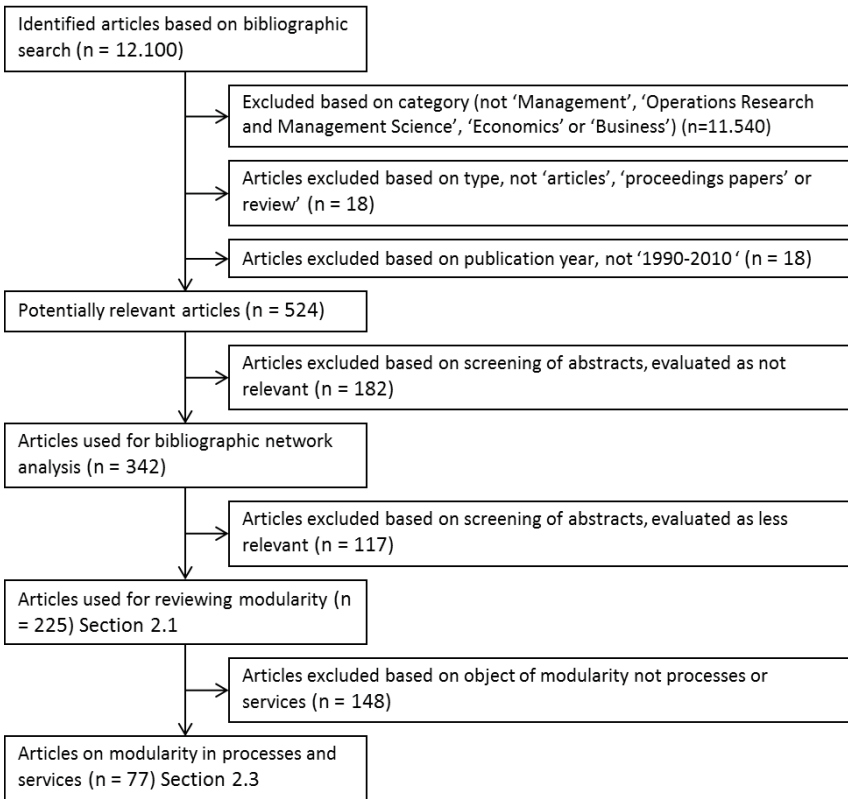 Identified articles based on bibliographic
search (n = 12.100)
Excluded based on category (not ‘Management’, ‘Operations Research
and Management Science’, ‘Economics’ or ‘Business’) (n=11.540)
Articles excluded based on type, not ‘articles’, ‘proceedings papers’ or
review’ (n = 18)
Articles excluded based on publication year, not ‘1990-2010 ‘ (n = 18)
Potentially relevant articles (n = 524)
Articles excluded based on screening of abstracts, evaluated as not
relevant (n = 182)
Articles used for bibliographic network
analysis (n = 342)
Articles excluded based on screening of abstracts, evaluated as less
relevant (n = 117)
Articles used for reviewing modularity (n
= 225) Section 2.1
Articles excluded based on object of modularity not processes or
services (n = 148)
Articles on modularity in processes and
services (n = 77) Section 2.3